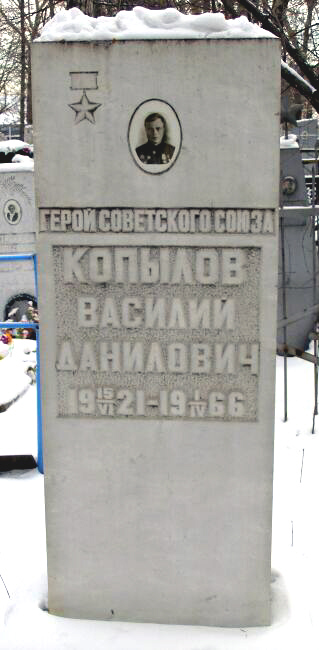 ГЕРОЙ СОВЕТСКОГО СОЮЗА
КОПЫЛОВ
ВАСИЛИЙ
ДАНИЛОВИЧ
19 15/VI 21-19 1/IV 66